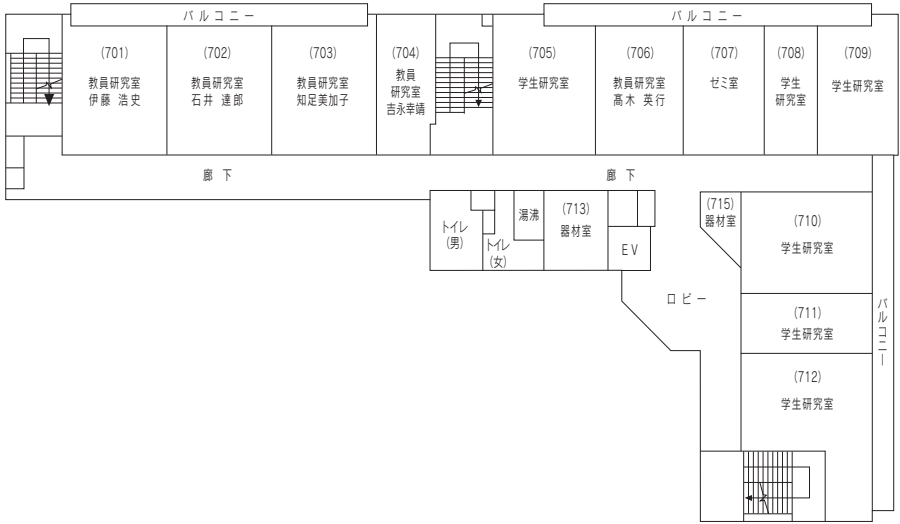 バルコニー
バルコニー
(701)
教員研究室
伊藤 浩史
(702)
教員研究室
石井 達郎
(703)
教員研究室
知足美加子
(704)
教員
研究室
吉永幸靖
(705)
学生研究室
(706)
教員研究室
髙木 英行
(707)
ゼミ室
(708)
学生
研究室
(709)
学生研究室
廊下
廊下
トイレ
(男)
トイレ
(女)
湯沸
(713)
器材室
EV
(715)
器材室
(710)
学生研究室
ロビー
(711)
学生研究室
バルコニー
(712)
学生研究室